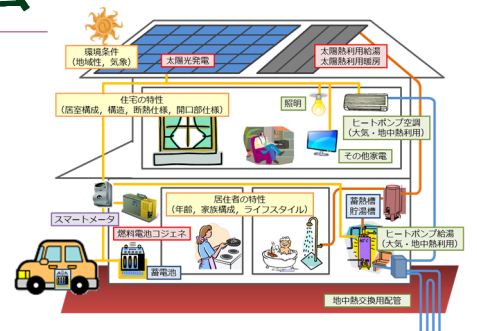 環境条件
(地域性, 気象)
太陽光発電
太陽熱利用給湯
太陽熱利用暖房
住宅の特性
(居室構成, 構造, 断熱仕様, 開口部仕様)
照明
ヒートポンプ空調
(大気・地中熱利用)
その他家電
居住者の特性
(年齢, 家族構成, ライフスタイル)
蓄熱槽
貯湯槽
スマートメータ
燃料電池コジェネ
ヒートポンプ給湯
(大気・地中熱利用)
蓄電池
地中熱交換用配管